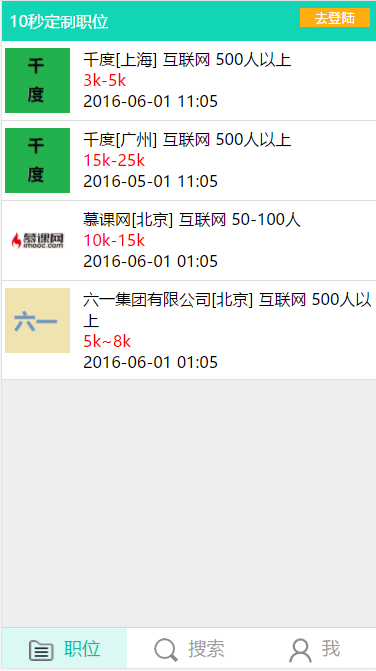 10秒定制职位
去登陆
千
度
千度[上海] 互联网 500人以上
3k-5k
2016-06-01 11:05
千
度
千度[广州] 互联网 500人以上
15k-25k
2016-05-01 11:05
慕课网
imooc.com
慕课网[北京] 互联网 50-100人
10k-15k
2016-06-01 01:05
六一
六一集团有限公司[北京] 互联网 500人以
上
5k~8k
2016-06-01 01:05
职位
搜索
我